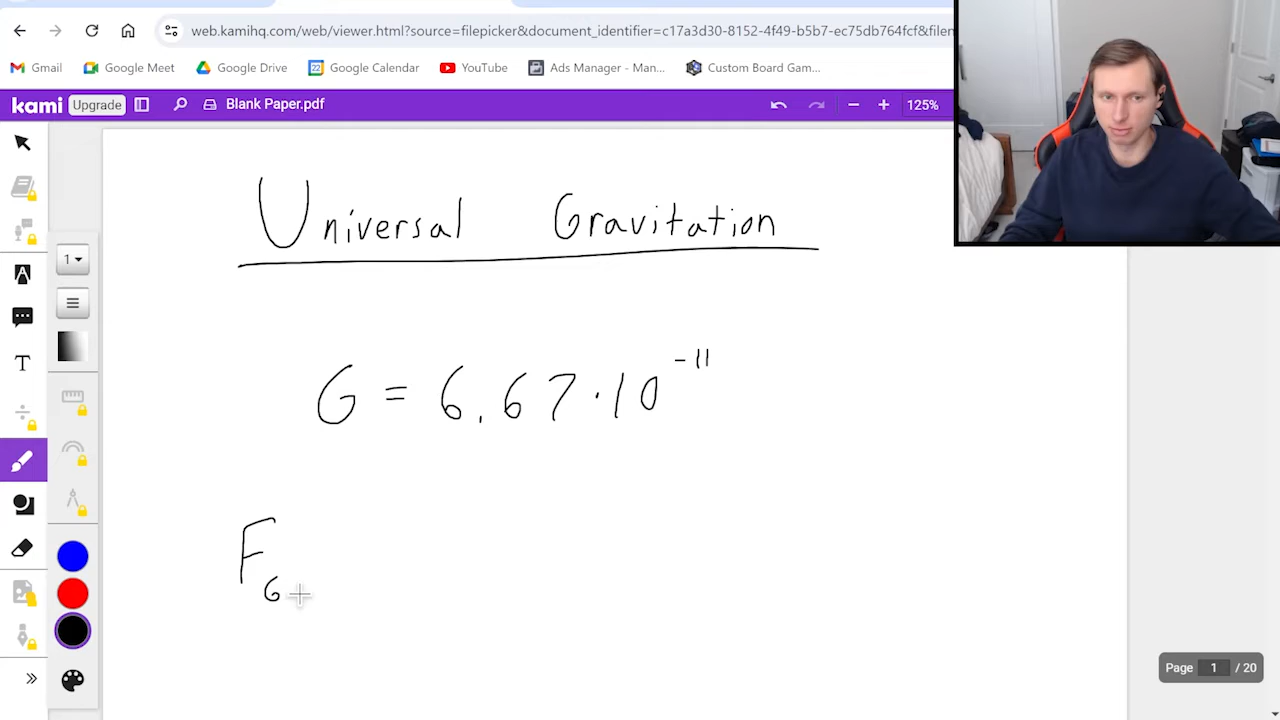 web.kamihq.com/web/viewer.html?source=filepicker&document_identifier=c17a3d30-8152-4f49-b5b7-ec75db764fcf&filen
Gmail Google Meet Google Drive 22 Google Calendar YouTube Ads Manager - Man... Custom Board Gam...
kami Upgrade Blank Paper.pdf 125%
Universal Gravitation
1
G = 6.67·10⁻¹¹
T
F_G
Page 1 / 20